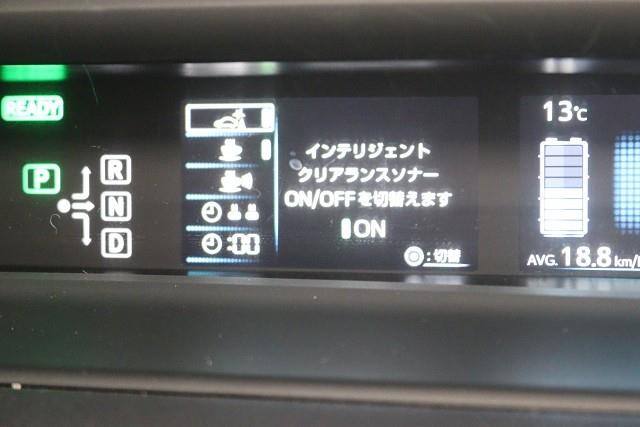 READY
P
R
N
D
インテリジェント
クリアランスソナー
ON/OFFを切替えます
ON
:切替
13℃
AVG. 18.8 km/l